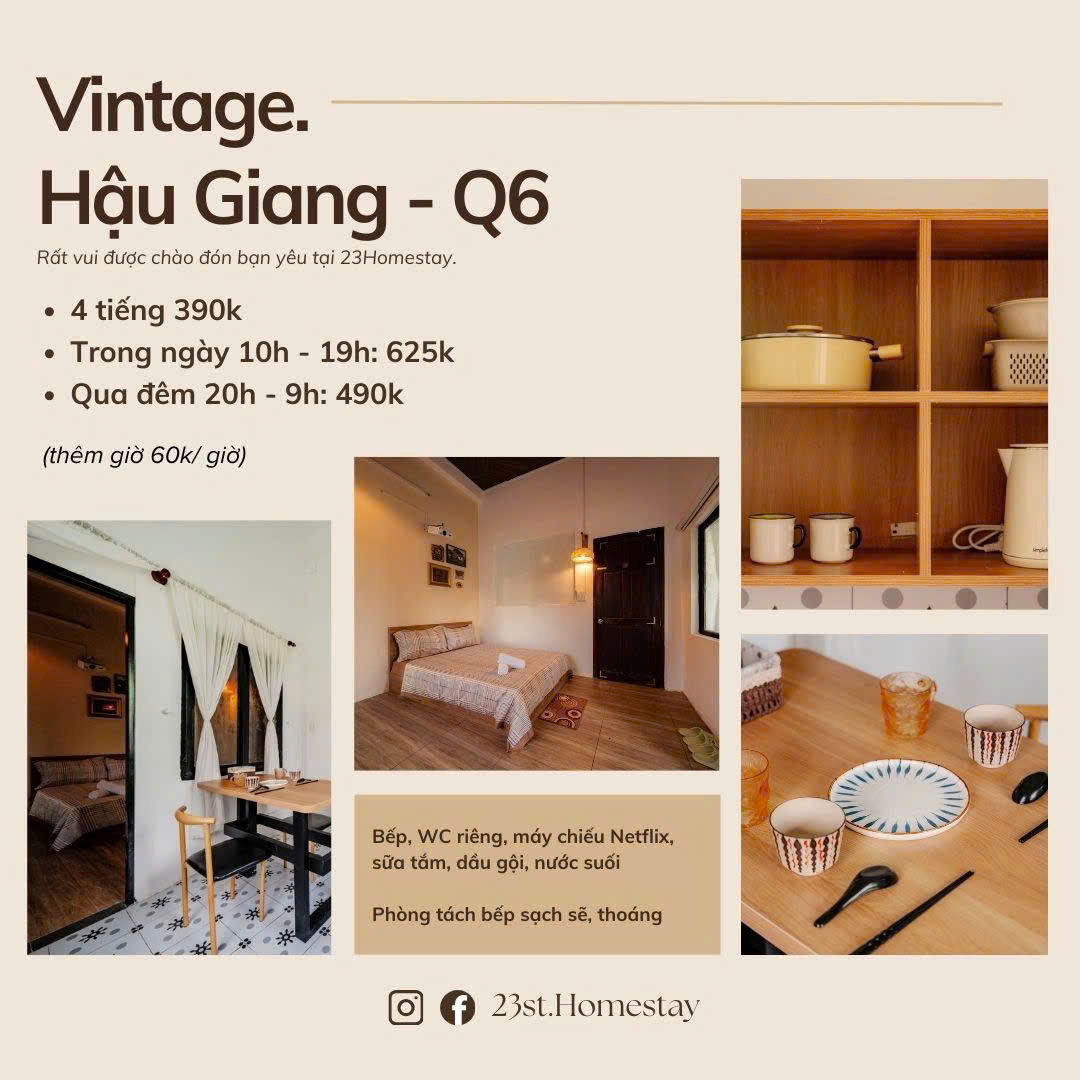 Vintage.
Hậu Giang - Q6
Rất vui được chào đón bạn yêu tại 23Homestay.
• 4 tiếng 390k
• Trong ngày 10h - 19h: 625k
• Qua đêm 20h - 9h: 490k
(thêm giờ 60k/ giờ)
Bếp, WC riêng, máy chiếu Netflix,
sữa tắm, dầu gội, nước suối
Phòng tách bếp sạch sẽ, thoáng
23st.Homestay